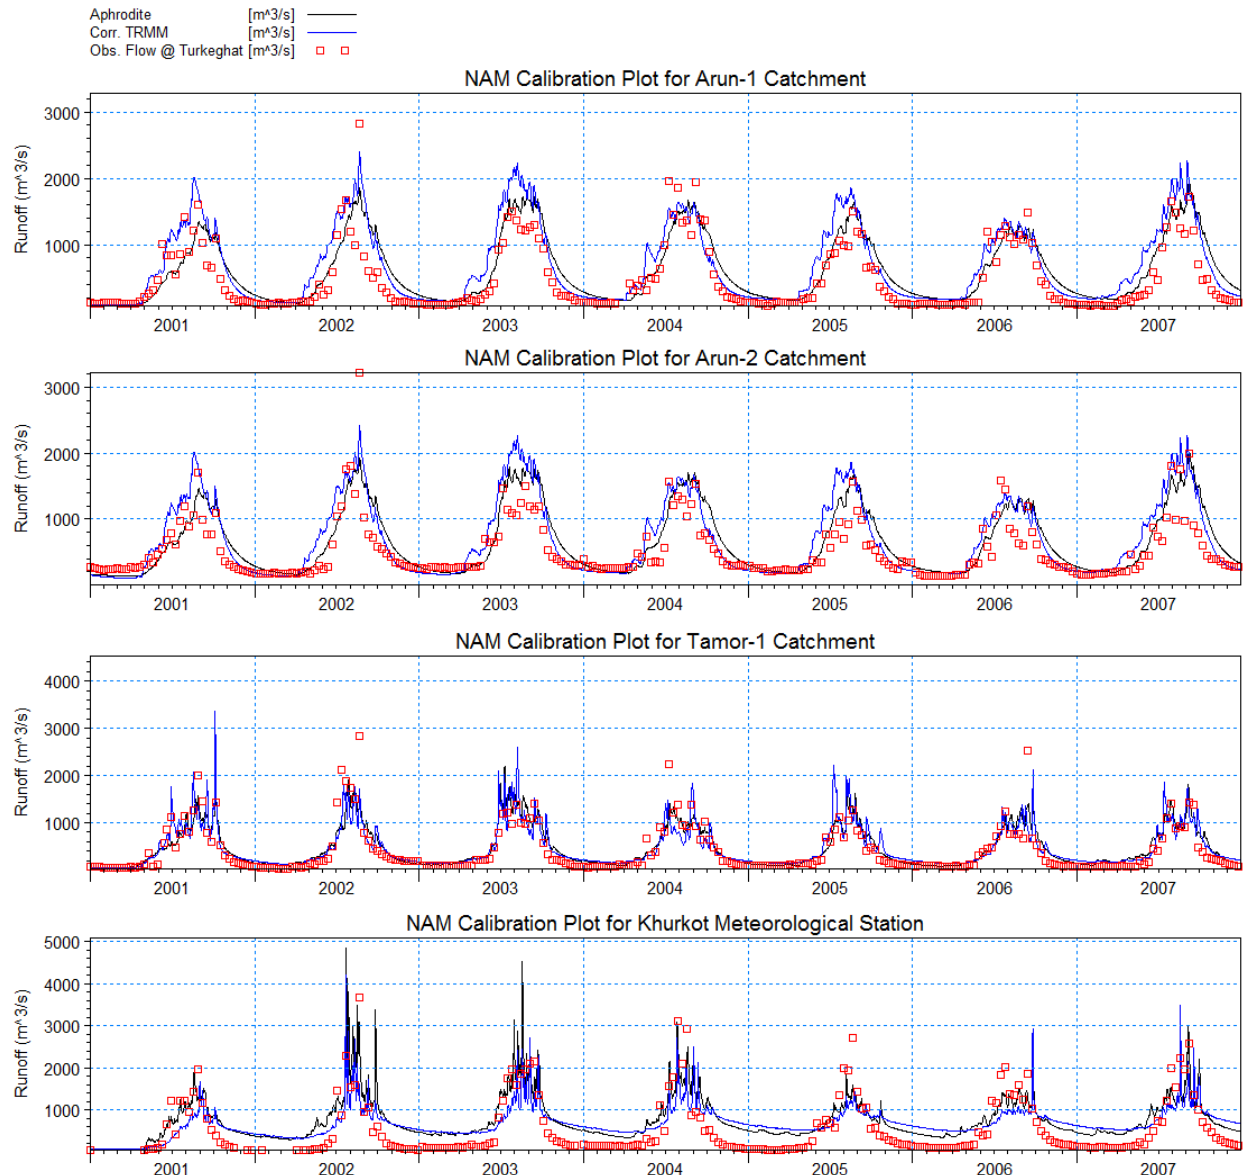 Aphrodite [m^3/s]
Corr. TRMM [m^3/s]
Obs. Flow @ Turkeghat [m^3/s]
NAM Calibration Plot for Arun-1 Catchment
3000
2000
1000
Runoff (m^3/s)
2001 2002 2003 2004 2005 2006 2007
NAM Calibration Plot for Arun-2 Catchment
3000
2000
1000
Runoff (m^3/s)
2001 2002 2003 2004 2005 2006 2007
NAM Calibration Plot for Tamor-1 Catchment
4000
3000
2000
1000
Runoff (m^3/s)
2001 2002 2003 2004 2005 2006 2007
NAM Calibration Plot for Khurkot Meteorological Station
5000
4000
3000
2000
1000
Runoff (m^3/s)
2001 2002 2003 2004 2005 2006 2007